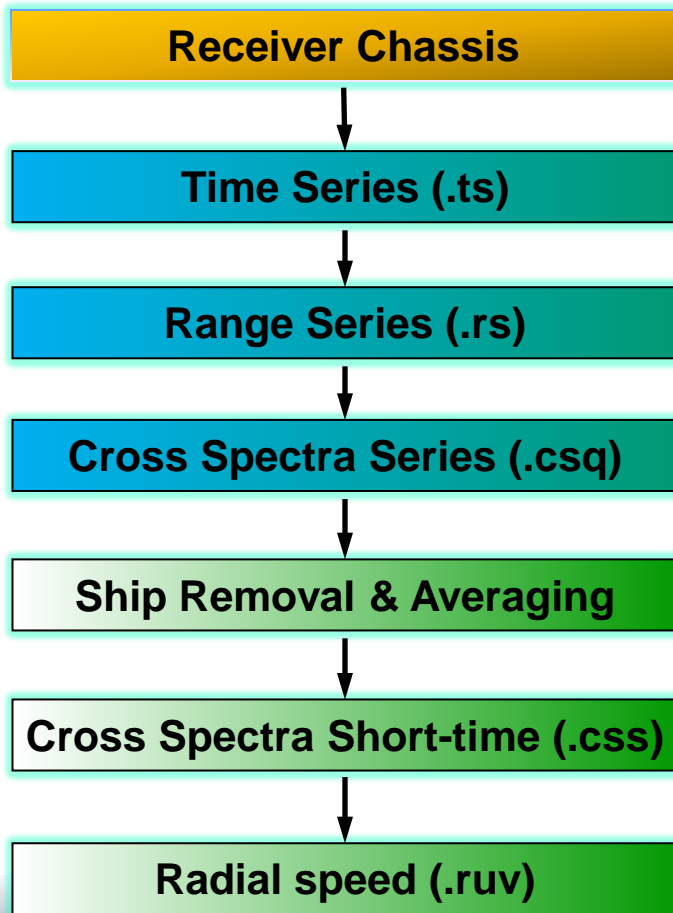 Receiver Chassis
Time Series (.ts)
Range Series (.rs)
Cross Spectra Series (.csq)
Ship Removal & Averaging
Cross Spectra Short-time (.css)
Radial speed (.ruv)